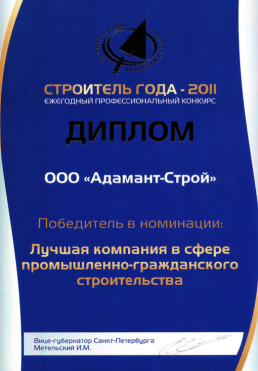 СТРОИТЕЛЬ ГОДА - 2011
ЕЖЕГОДНЫЙ ПРОФЕССИОНАЛЬНЫЙ КОНКУРС
ДИПЛОМ
ООО «Адамант-Строй»
Победитель в номинации:
Лучшая компания в сфере
промышленно-гражданского
строительства
Вице-губернатор Санкт-Петербурга
Метельский И.М.